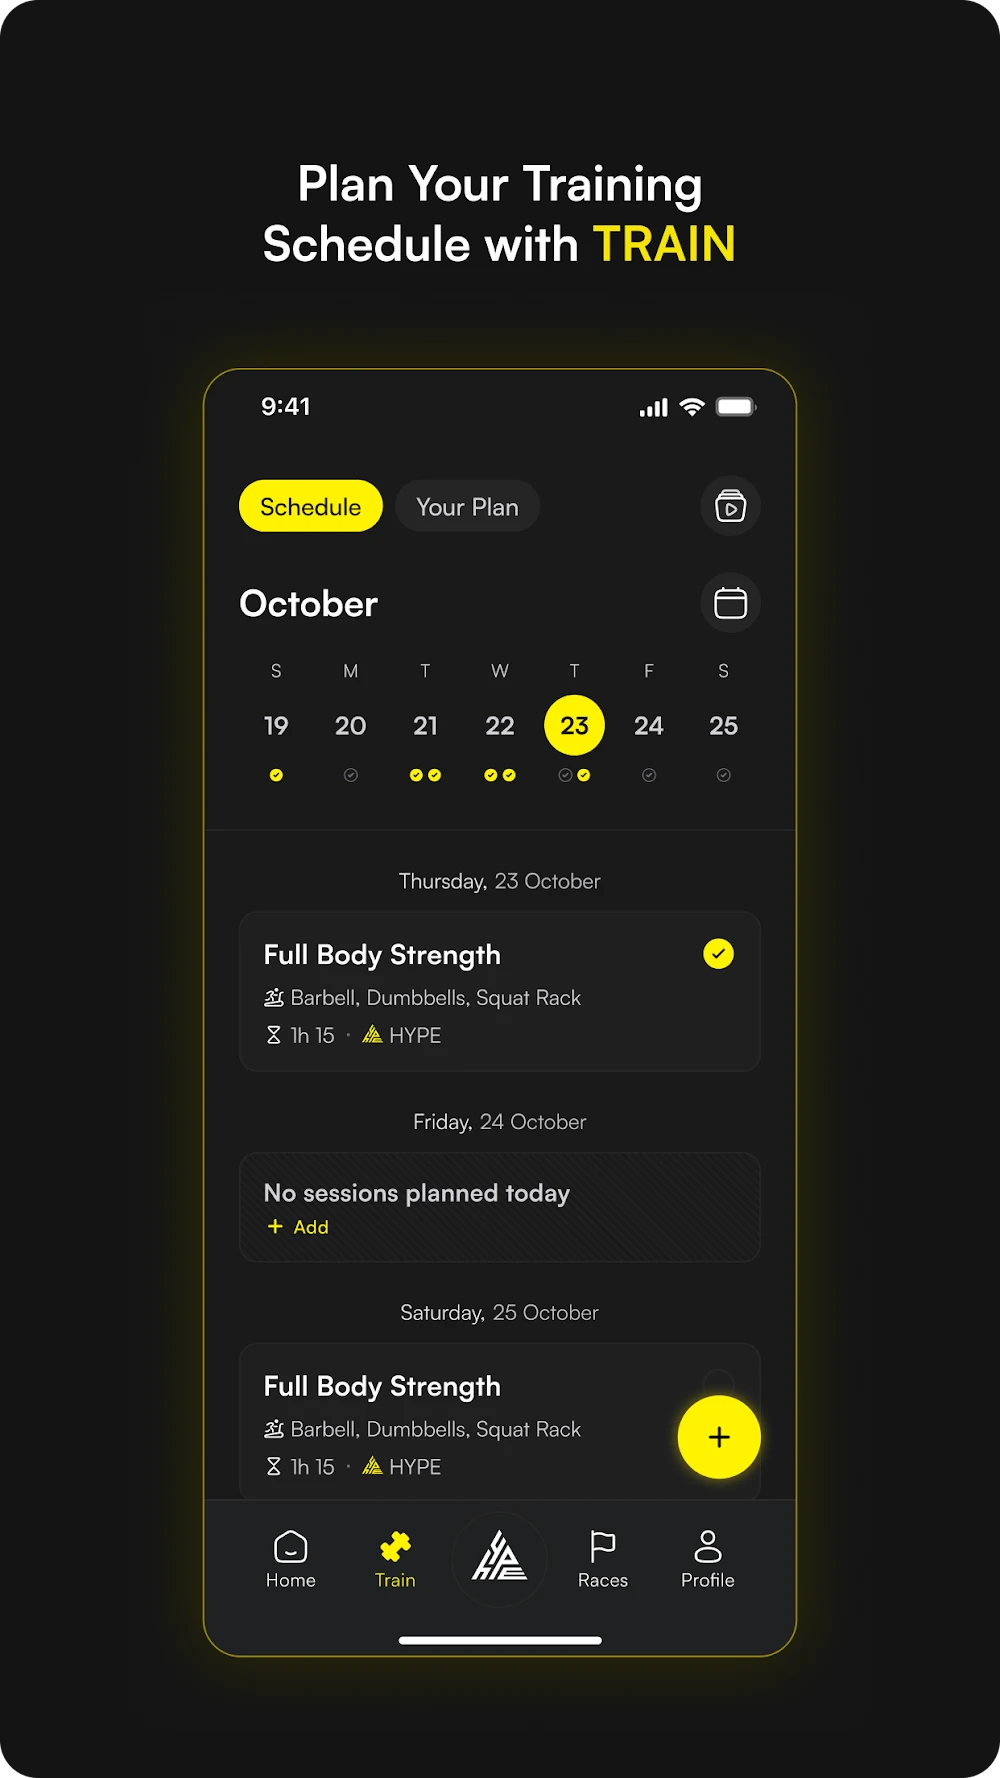 Plan Your Training
Schedule with TRAIN
9:41
Schedule Your Plan
October
S M T W T F S
19 20 21 22 23 24 25
Thursday, 23 October
Full Body Strength
Barbell, Dumbbells, Squat Rack
1h 15 · HYPE
Friday, 24 October
No sessions planned today
+ Add
Saturday, 25 October
Full Body Strength
Barbell, Dumbbells, Squat Rack
1h 15 · HYPE
+
HYPE
Home Train Races Profile